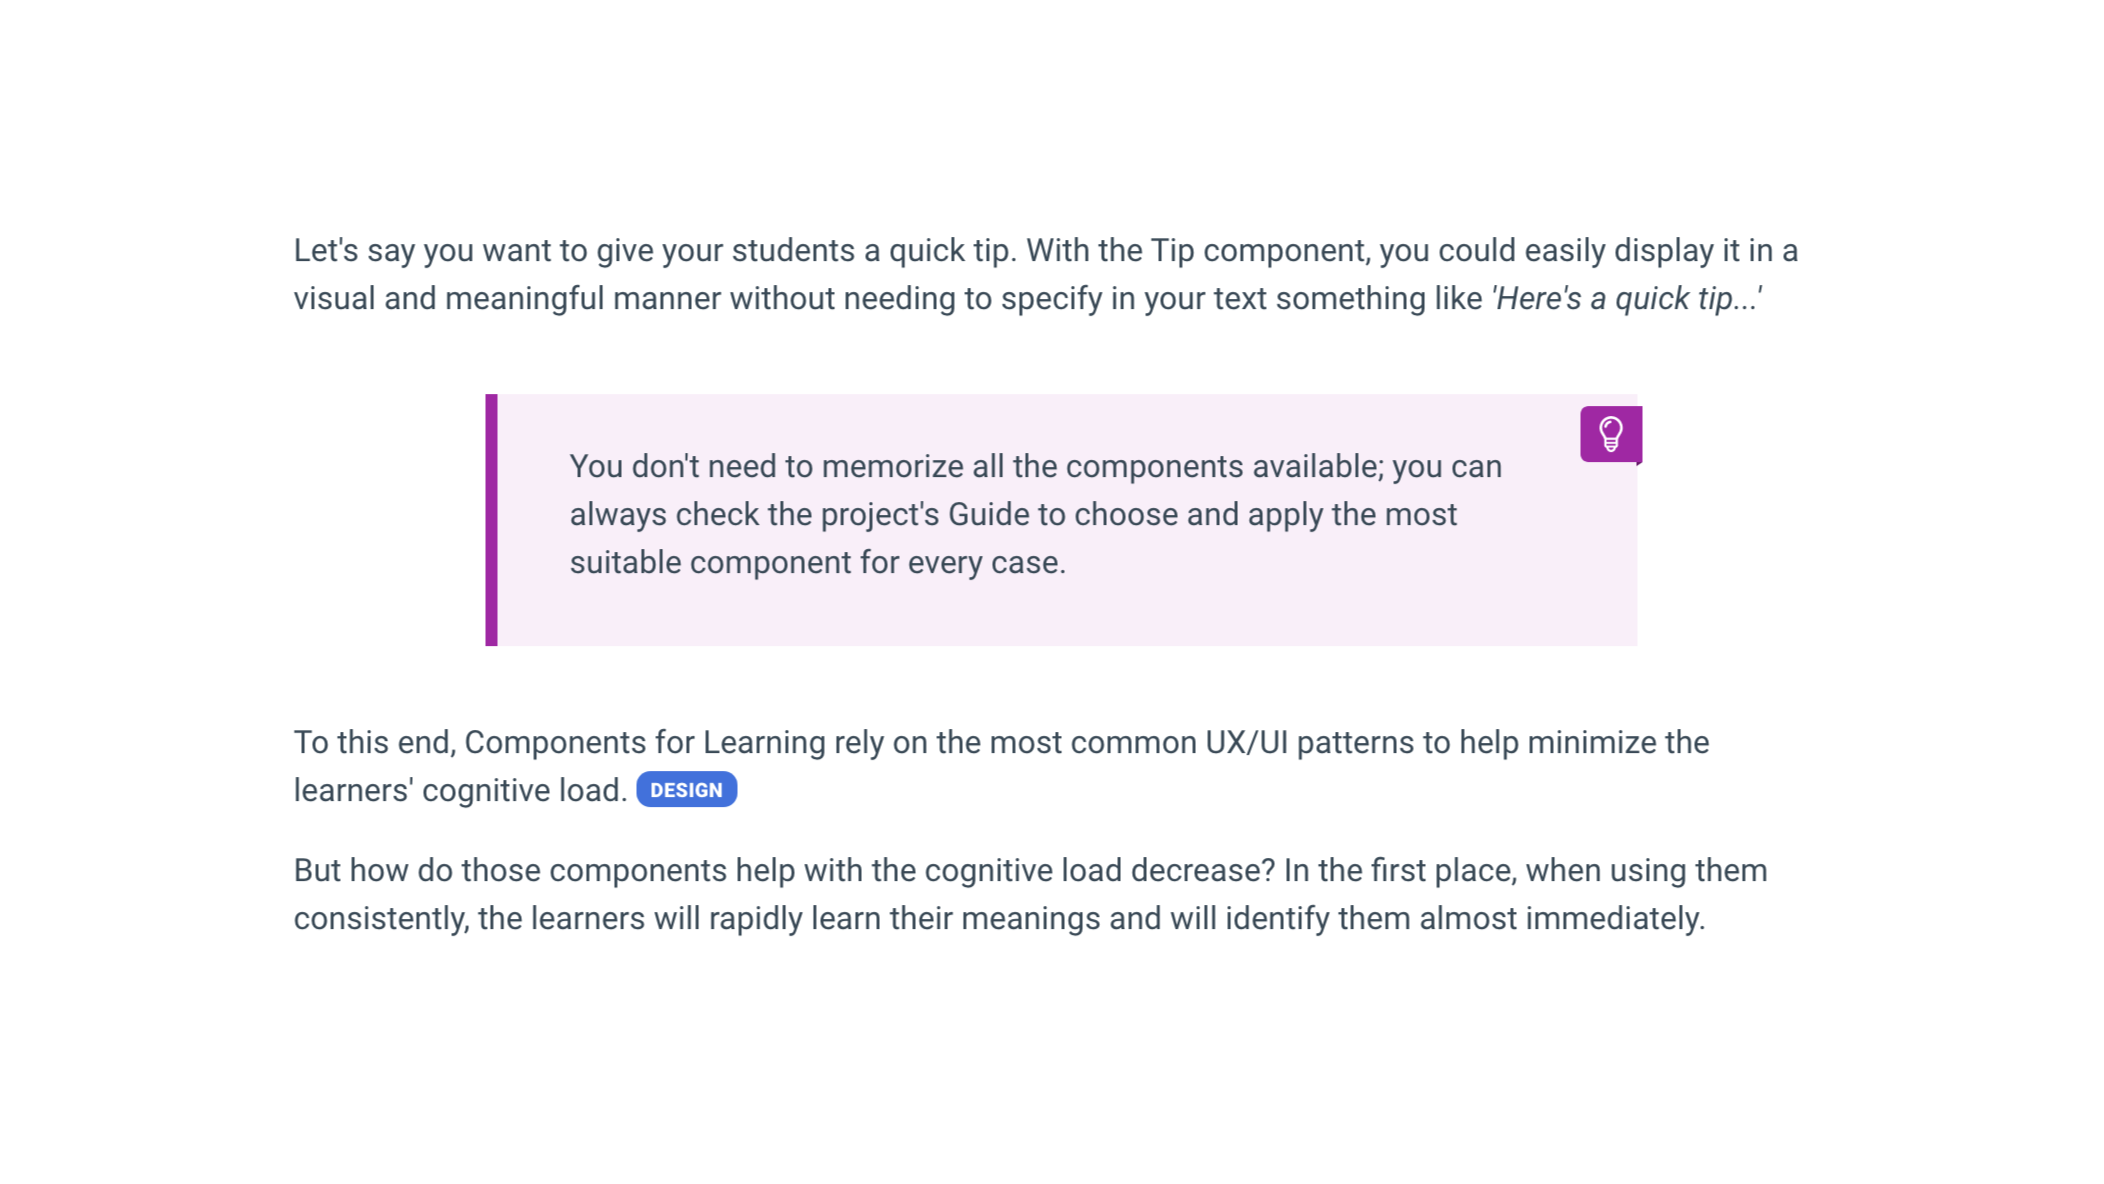 Let's say you want to give your students a quick tip. With the Tip component, you could easily display it in a
visual and meaningful manner without needing to specify in your text something like 'Here's a quick tip...'
You don't need to memorize all the components available; you can
always check the project's Guide to choose and apply the most
suitable component for every case.
To this end, Components for Learning rely on the most common UX/UI patterns to help minimize the
learners' cognitive load. DESIGN
But how do those components help with the cognitive load decrease? In the first place, when using them
consistently, the learners will rapidly learn their meanings and will identify them almost immediately.